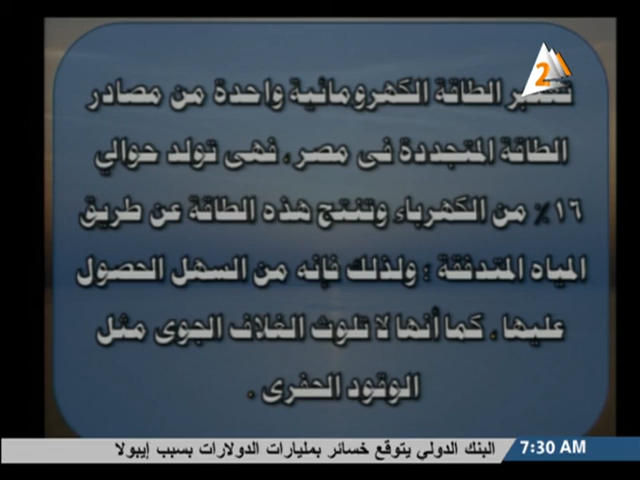 2
تعتبر الطاقة الكهرومائية واحدة من مصادر
الطاقة المتجددة فى مصر ، فهى تولد حوالي
١٦٪ من الكهرباء وتنتج هذه الطاقة عن طريق
المياه المتدفقة ؛ ولذلك فإنه من السهل الحصول
عليها ، كما أنها لا تلوث الغلاف الجوى مثل
الوقود الحفرى .
البنك الدولي يتوقع خسائر بمليارات الدولارات بسبب إيبولا
7:30 AM